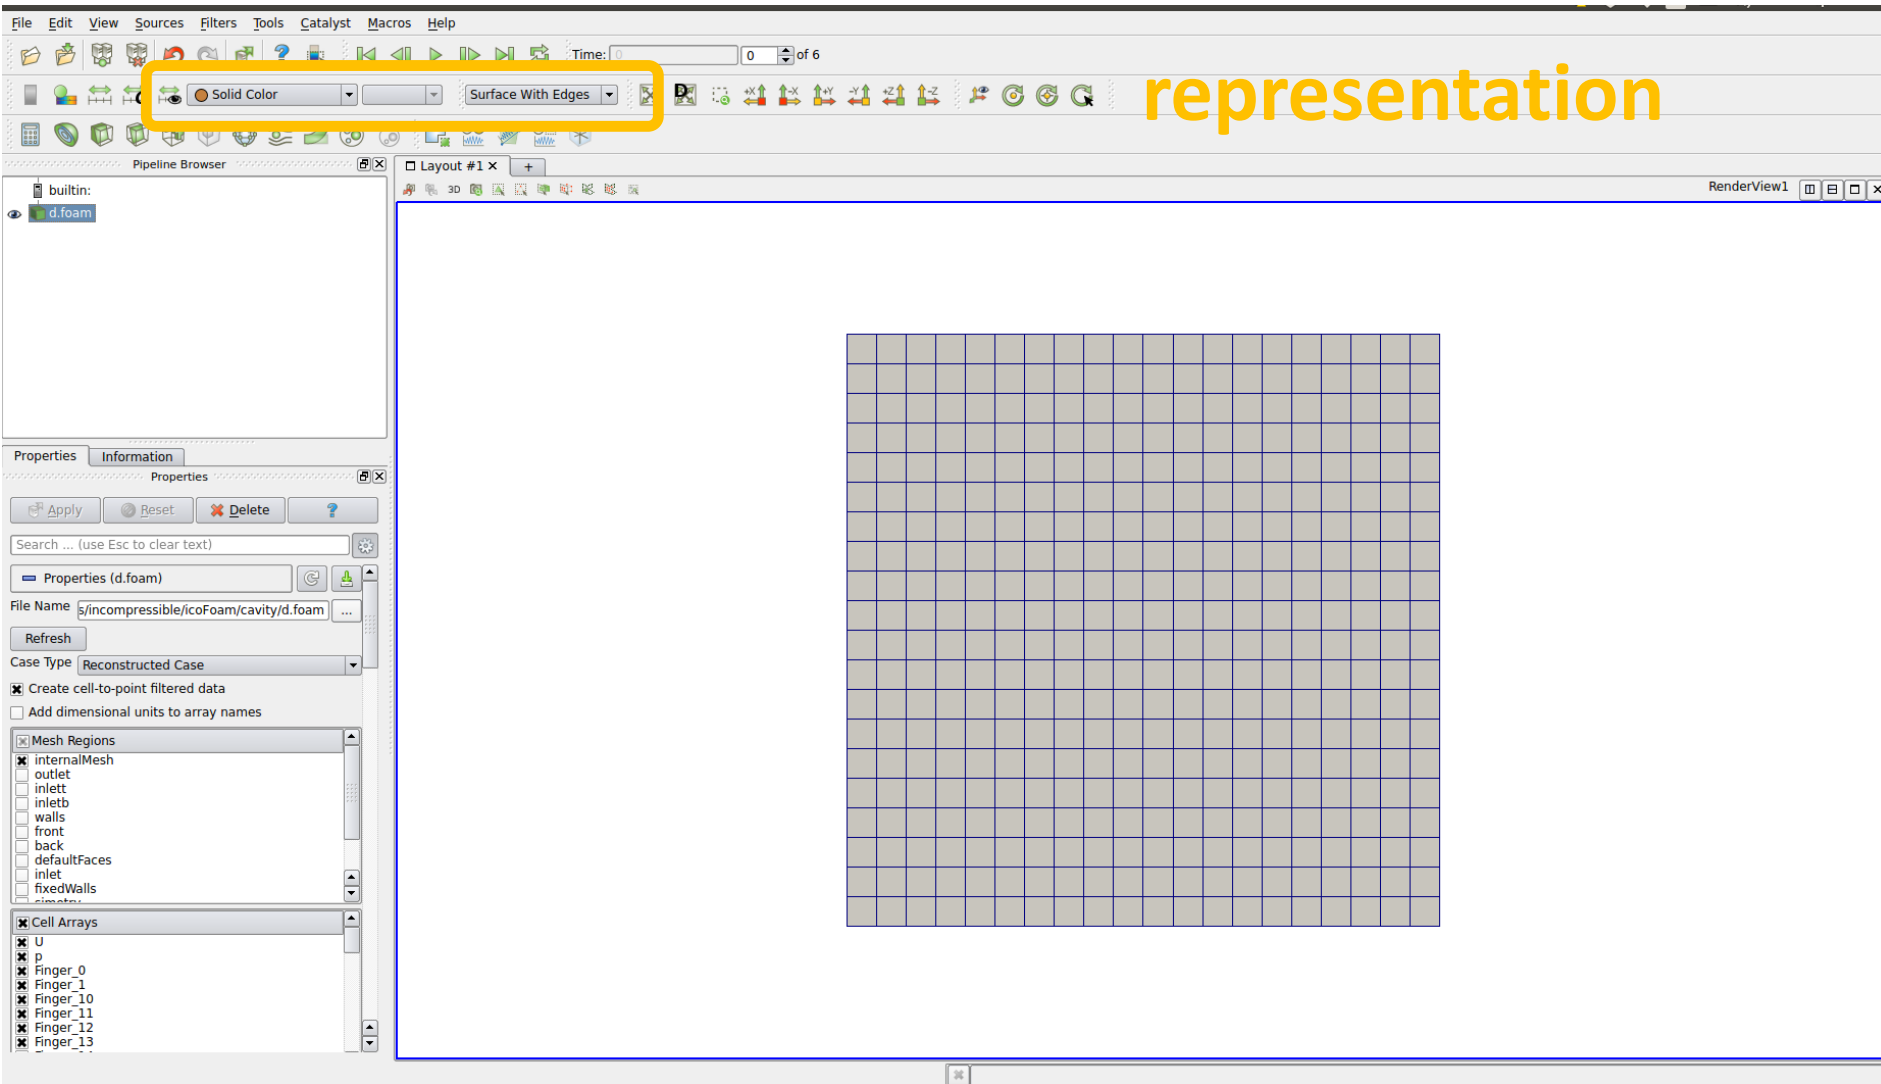 File Edit View Sources Filters Tools Catalyst Macros Help
Time: 0 0 of 6
Solid Color Surface With Edges
representation
Pipeline Browser
Layout #1 +
builtin:
3D
RenderView1
d.foam
Properties Information
Properties
Apply Reset Delete ?
Search ... (use Esc to clear text)
Properties (d.foam)
File Name s/incompressible/icoFoam/cavity/d.foam ...
Refresh
Case Type Reconstructed Case
Create cell-to-point filtered data
Add dimensional units to array names
Mesh Regions
internalMesh
outlet
inlett
inletb
walls
front
back
defaultFaces
inlet
fixedWalls
simetry
Cell Arrays
U
p
Finger_0
Finger_1
Finger_10
Finger_11
Finger_12
Finger_13